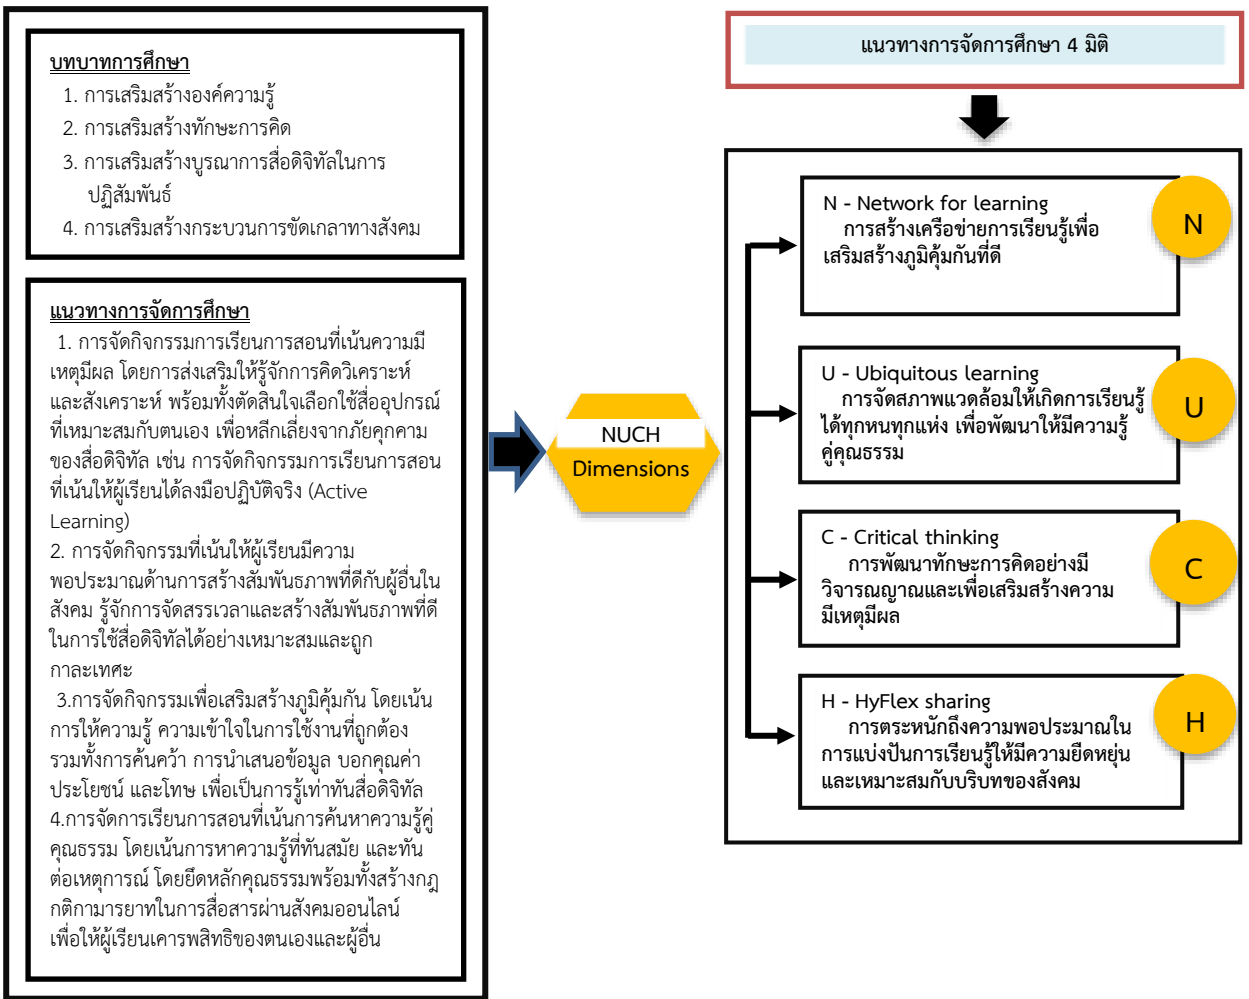 บทบาทการศึกษา
1. การเสริมสร้างองค์ความรู้
2. การเสริมสร้างทักษะการคิด
3. การเสริมสร้างบูรณาการสื่อดิจิทัลในการ
ปฏิสัมพันธ์
4. การเสริมสร้างกระบวนการขัดเกลาทางสังคม
แนวทางการจัดการศึกษา
1. การจัดกิจกรรมการเรียนการสอนที่เน้นความมี
เหตุมีผล โดยการส่งเสริมให้รู้จักการคิดวิเคราะห์
และสังเคราะห์ พร้อมทั้งตัดสินใจเลือกใช้สื่ออุปกรณ์
ที่เหมาะสมกับตนเอง เพื่อหลีกเลี่ยงจากภัยคุกคาม
ของสื่อดิจิทัล เช่น การจัดกิจกรรมการเรียนการสอน
ที่เน้นให้ผู้เรียนได้ลงมือปฏิบัติจริง (Active
Learning)
2. การจัดกิจกรรมที่เน้นให้ผู้เรียนมีความ
พอประมาณด้านการสร้างสัมพันธภาพที่ดีกับผู้อื่นใน
สังคม รู้จักการจัดสรรเวลาและสร้างสัมพันธภาพที่ดี
ในการใช้สื่อดิจิทัลได้อย่างเหมาะสมและถูก
กาละเทศะ
3.การจัดกิจกรรมเพื่อเสริมสร้างภูมิคุ้มกัน โดยเน้น
การให้ความรู้ ความเข้าใจในการใช้งานที่ถูกต้อง
รวมทั้งการค้นคว้า การนำเสนอข้อมูล บอกคุณค่า
ประโยชน์ และโทษ เพื่อเป็นการรู้เท่าทันสื่อดิจิทัล
4.การจัดการเรียนการสอนที่เน้นการค้นหาความรู้คู่
คุณธรรม โดยเน้นการหาความรู้ที่ทันสมัย และทัน
ต่อเหตุการณ์ โดยยึดหลักคุณธรรมพร้อมทั้งสร้างกฎ
กติกามารยาทในการสื่อสารผ่านสังคมออนไลน์
เพื่อให้ผู้เรียนเคารพสิทธิของตนเองและผู้อื่น
NUCH
Dimensions
แนวทางการจัดการศึกษา 4 มิติ
N - Network for learning
การสร้างเครือข่ายการเรียนรู้เพื่อ
เสริมสร้างภูมิคุ้มกันที่ดี
N
U - Ubiquitous learning
การจัดสภาพแวดล้อมให้เกิดการเรียนรู้
ได้ทุกหนทุกแห่ง เพื่อพัฒนาให้มีความรู้
คู่คุณธรรม
U
C - Critical thinking
การพัฒนาทักษะการคิดอย่างมี
วิจารณญาณและเพื่อเสริมสร้างความ
มีเหตุมีผล
C
H - HyFlex sharing
การตระหนักถึงความพอประมาณใน
การแบ่งปันการเรียนรู้ให้มีความยืดหยุ่น
และเหมาะสมกับบริบทของสังคม
H